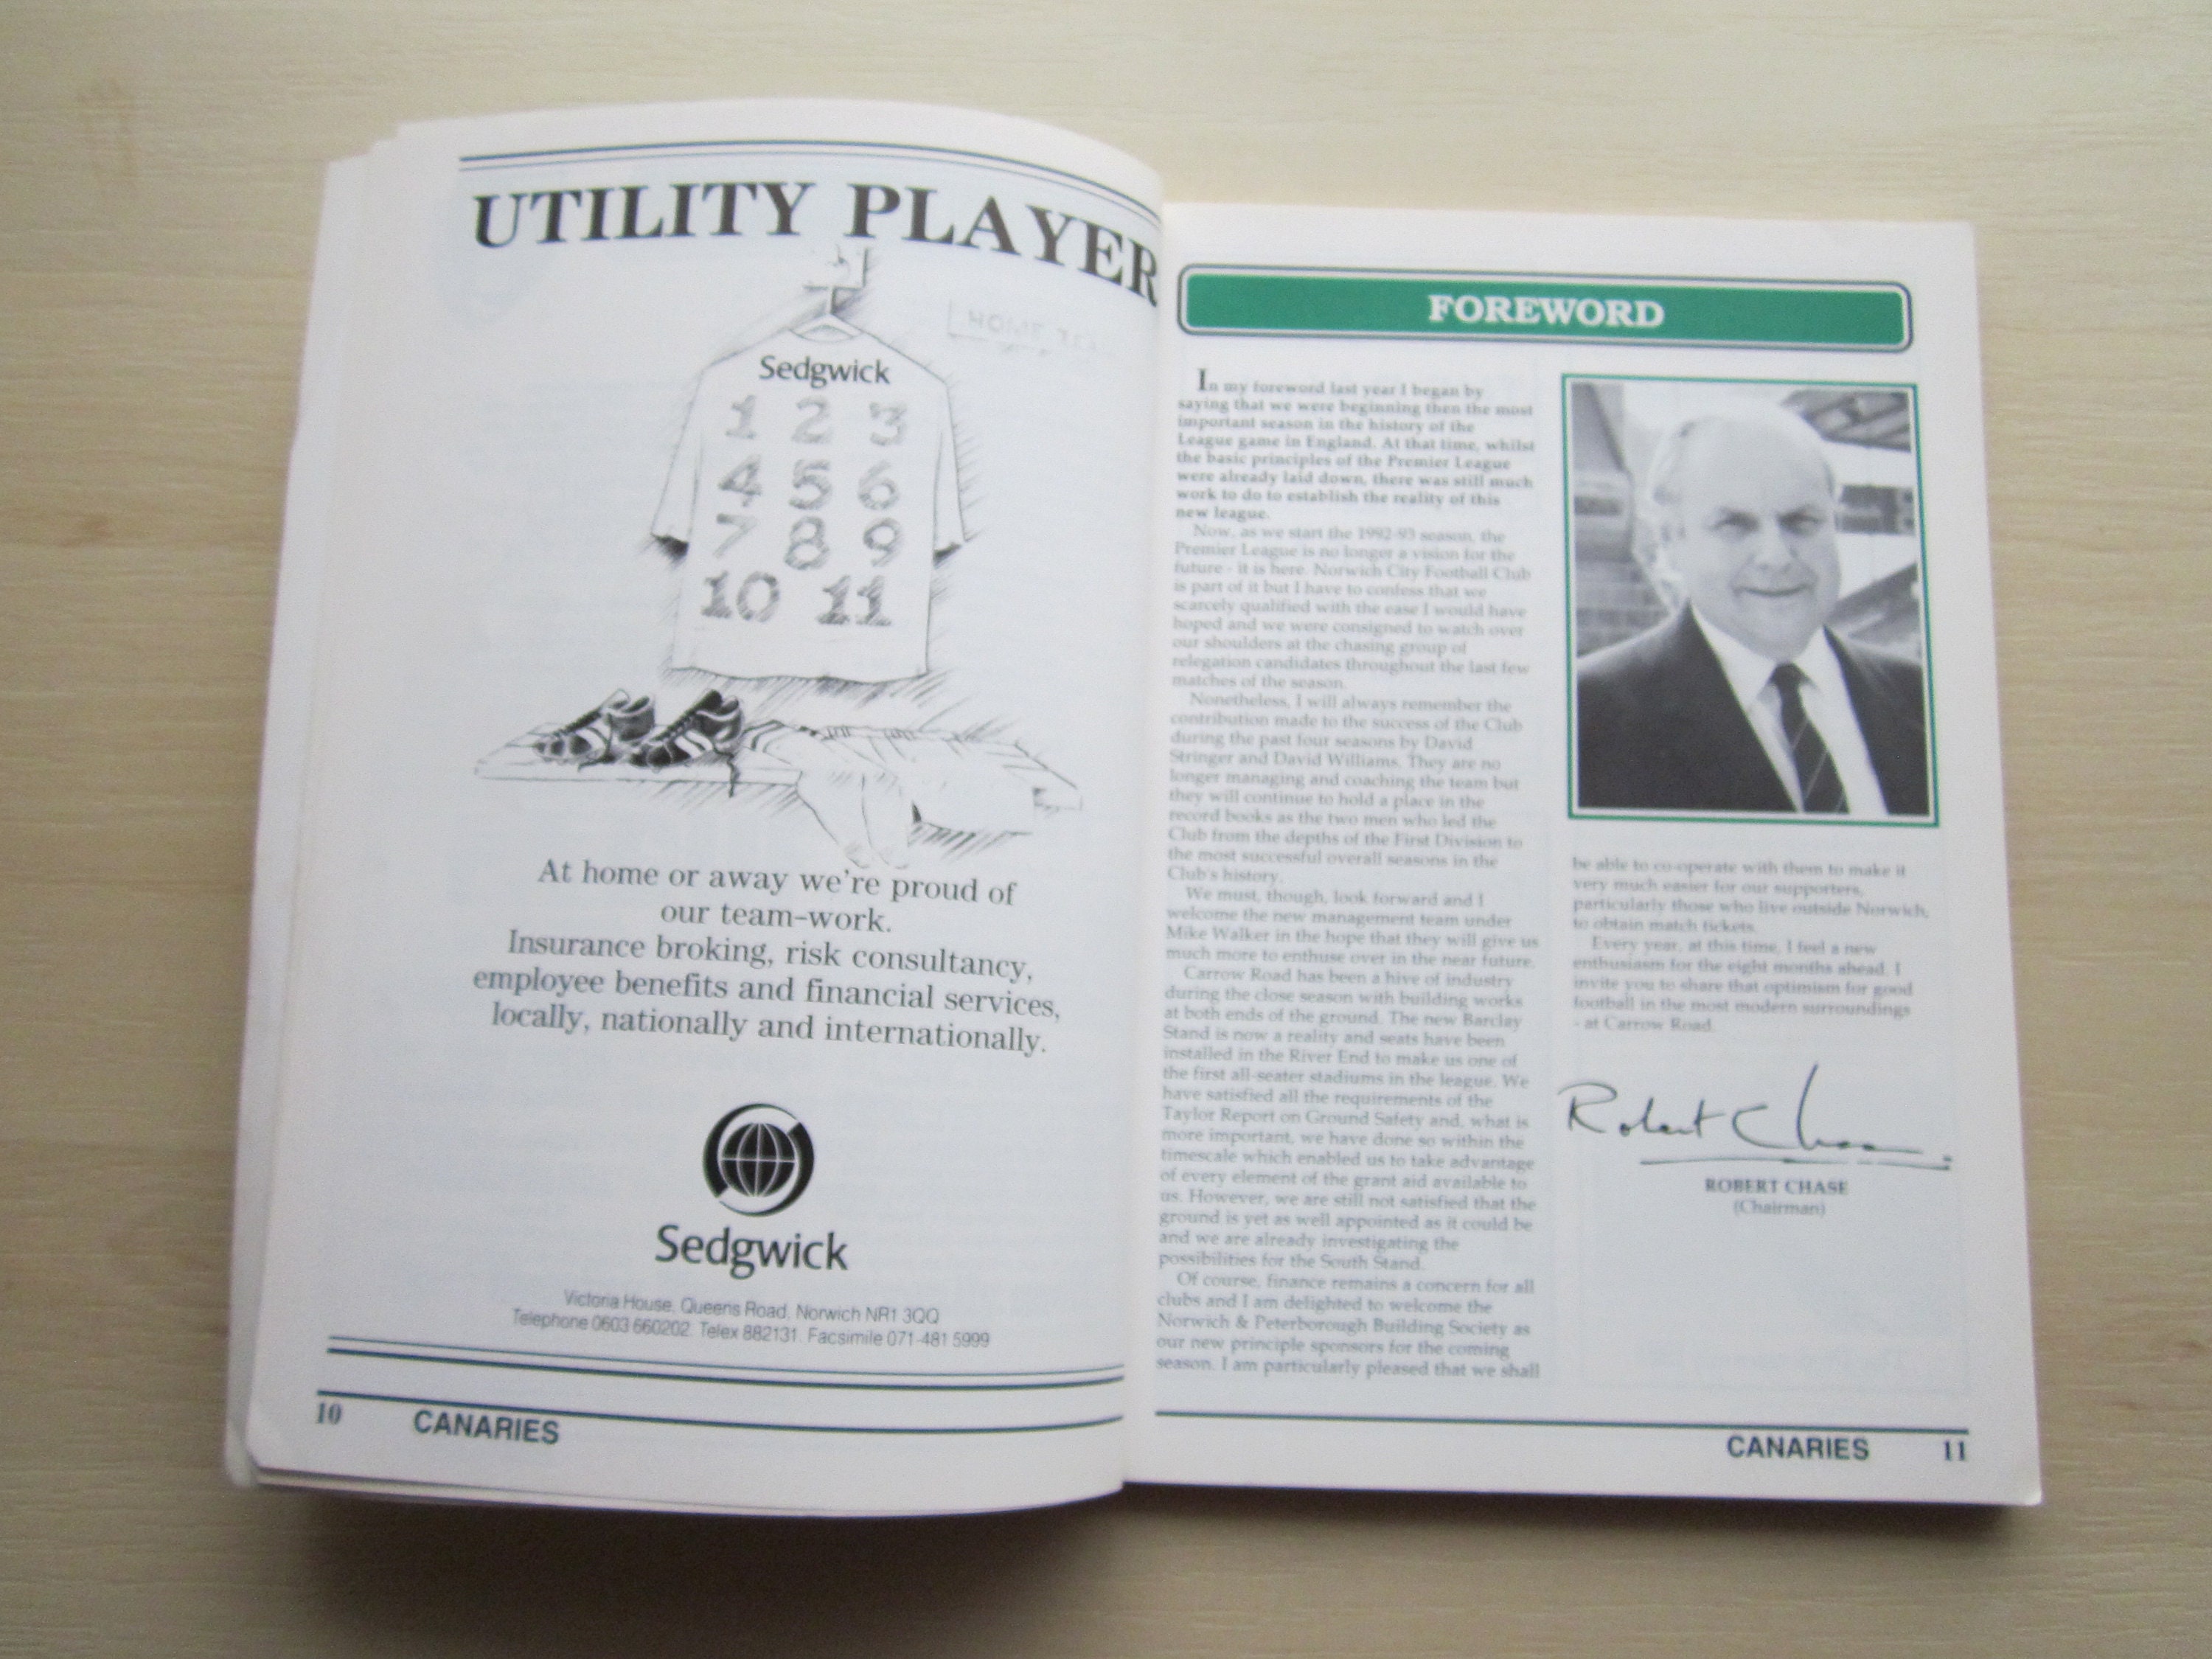 UTILITY PLAYER
Sedgwick
1 2 3
4 5 6
7 8 9
10 11
At home or away we're proud of
our team-work.
Insurance broking, risk consultancy,
employee benefits and financial services,
locally, nationally and internationally.
Sedgwick
Victoria House, Queens Road, Norwich NR1 3QQ
Telephone 0603 660202. Telex 882131. Facsimile 071-481 5999
10 CANARIES
FOREWORD
In my foreword last year I began by
saying that we were beginning then the most
important season in the history of the
League game in England. At that time, whilst
the basic principles of the Premier League
were already laid down, there was still much
work to do to establish the reality of this
new league.
Now, as we start the 1992-93 season, the
Premier League is no longer a vision for the
future - it is here. Norwich City Football Club
is part of it but I have to confess that we
scarcely qualified with the ease I would have
hoped and we were consigned to watch over
our shoulders at the chasing group of
relegation candidates throughout the last few
matches of the season.
Nonetheless, I will always remember the
contribution made to the success of the Club
during the past four seasons by David
Stringer and David Williams. They are no
longer managing and coaching the team but
they will continue to hold a place in the
record books as the two men who led the
Club from the depths of the First Division to
the most successful overall seasons in the
Club's history.
We must, though, look forward and I
welcome the new management team under
Mike Walker in the hope that they will give us
much more to enthuse over in the near future.
Carrow Road has been a hive of industry
during the close season with building works
at both ends of the ground. The new Barclay
Stand is now a reality and seats have been
installed in the River End to make us one of
the first all-seater stadiums in the league. We
have satisfied all the requirements of the
Taylor Report on Ground Safety and, what is
more important, we have done so within the
timescale which enabled us to take advantage
of every element of the grant aid available to
us. However, we are still not satisfied that the
ground is yet as well appointed as it could be
and we are already investigating the
possibilities for the South Stand.
Of course, finance remains a concern for all
clubs and I am delighted to welcome the
Norwich & Peterborough Building Society as
our new principle sponsors for the coming
season. I am particularly pleased that we shall
be able to co-operate with them to make it
very much easier for our supporters,
particularly those who live outside Norwich,
to obtain match tickets.
Every year, at this time, I feel a new
enthusiasm for the eight months ahead. I
invite you to share that optimism for good
football in the most modern surroundings
- at Carrow Road.
Robert Chase
ROBERT CHASE
(Chairman)
CANARIES 11